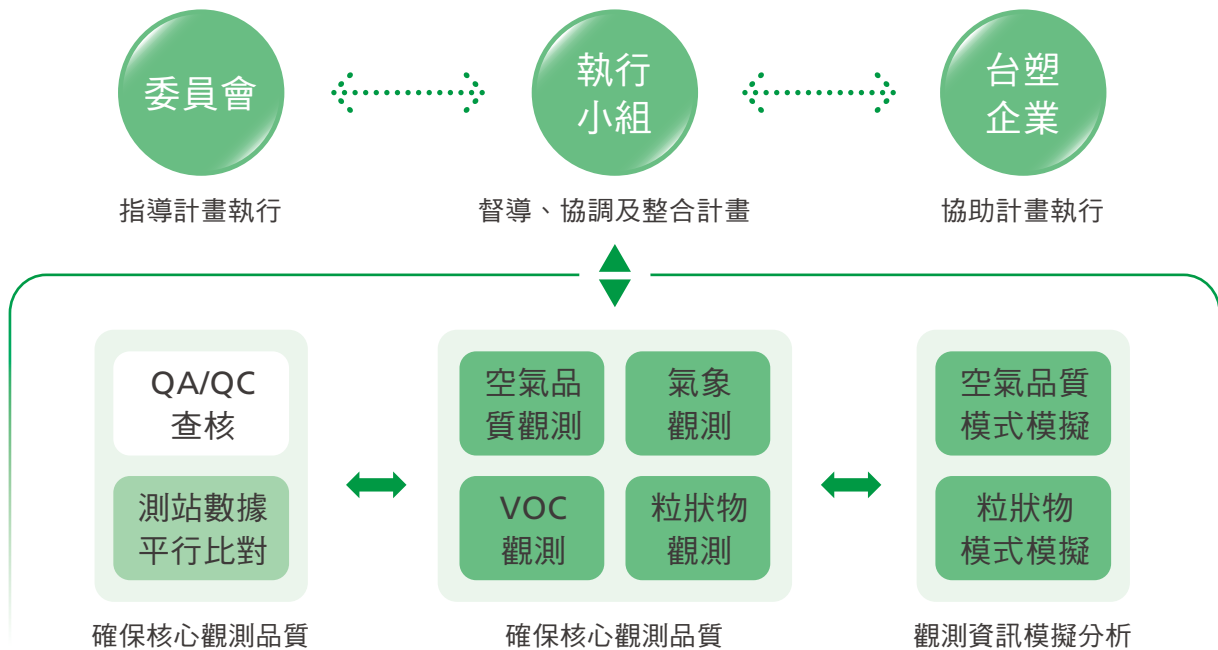 委員會
執行
小組
台塑
企業
指導計畫執行
督導、協調及整合計畫
協助計畫執行
QA/QC
查核
測站數據
平行比對
確保核心觀測品質
空氣品
質觀測
氣象
觀測
VOC
觀測
粒狀物
觀測
確保核心觀測品質
空氣品質
模式模擬
粒狀物
模式模擬
觀測資訊模擬分析